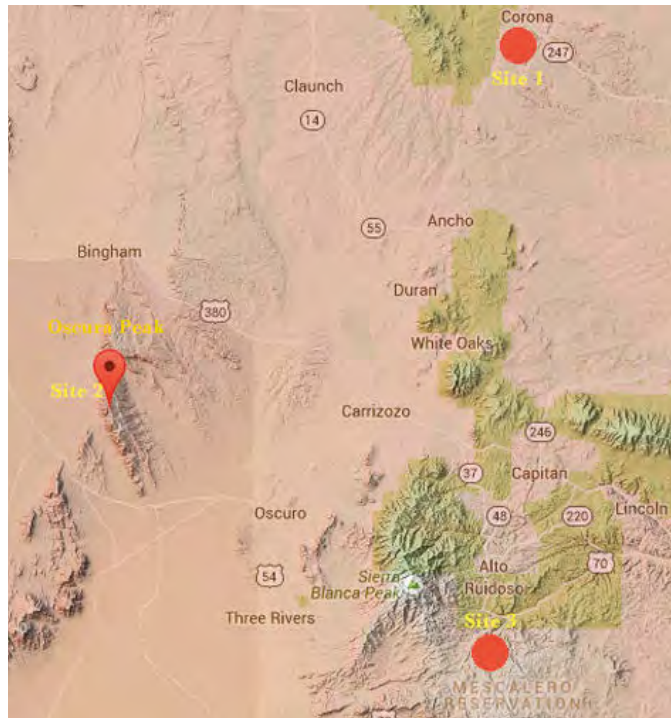 Corona
247
Site 1
Claunch
14
55
Ancho
Bingham
Duran
380
Oscura Peak
White Oaks
Site 2
Carrizozo
246
37
Capitan
Oscuro
48
220
Lincoln
70
Alto
54
Sierra
Blanca Peak
Ruidoso
Three Rivers
Site 3
MESCALERO
RESERVATION